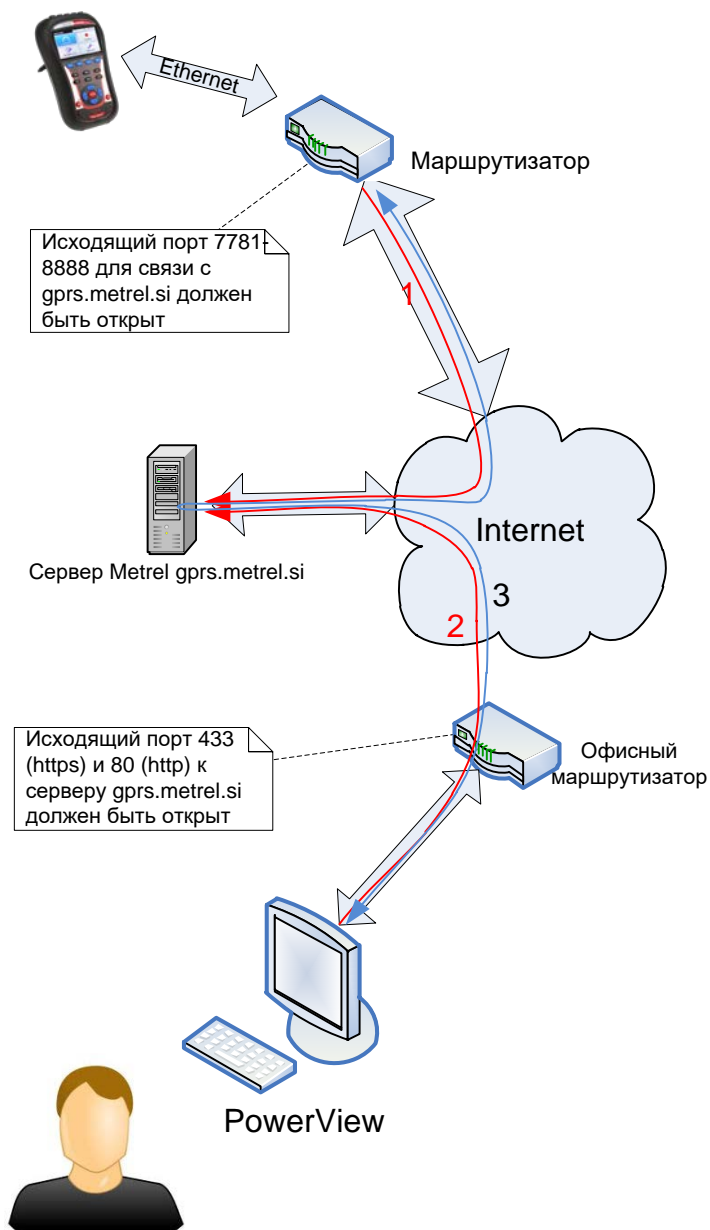 Ethernet
Маршрутизатор
Исходящий порт 7781-
8888 для связи с
gprs.metrel.si должен
быть открыт
1
Internet
Сервер Metrel gprs.metrel.si
3
2
Исходящий порт 433
(https) и 80 (http) к
серверу gprs.metrel.si
должен быть открыт
Офисный
маршрутизатор
PowerView